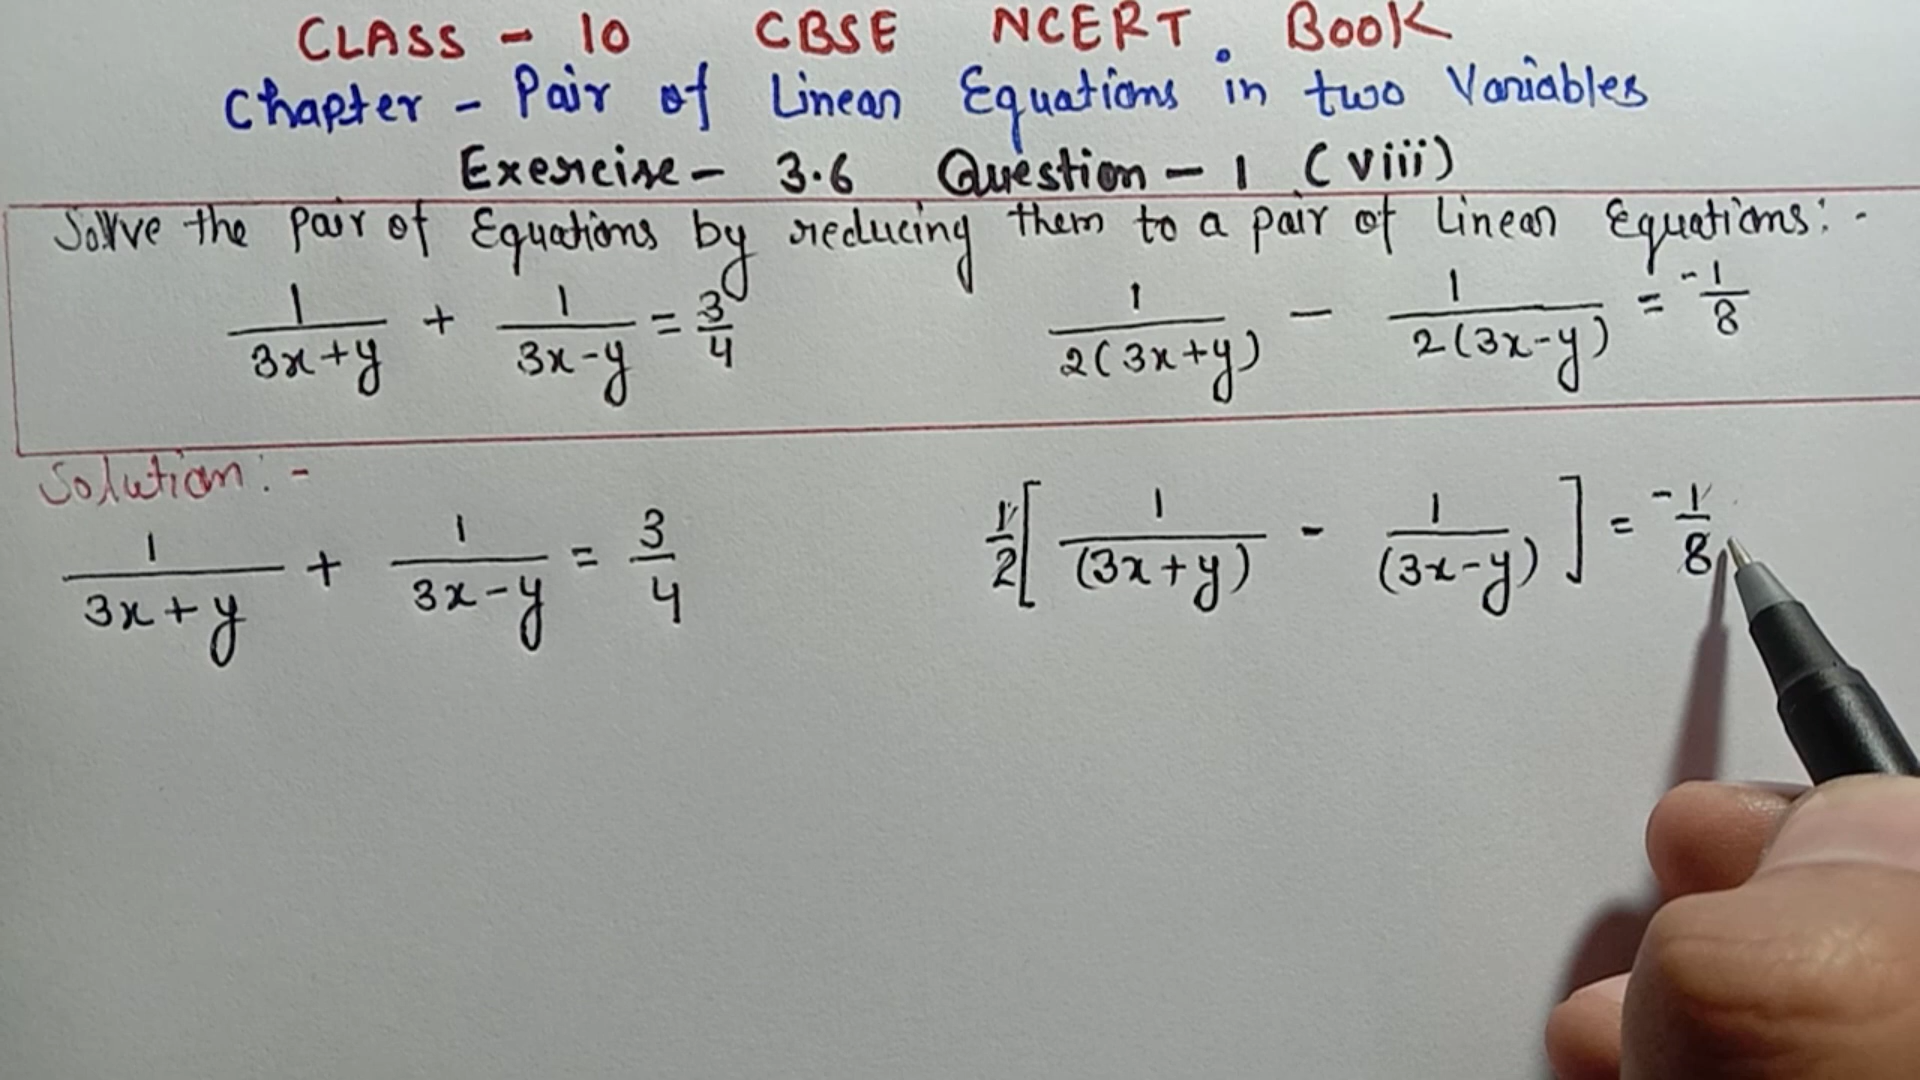 CLASS - 10 CBSE NCERT Book
Chapter - Pair of Linear Equations in two Variables
Exercise - 3.6 Question - 1 (viii)
Solve the pair of Equations by reducing them to a pair of linear Equations: -
1/(3x+y) + 1/(3x-y) = 3/4    1/(2(3x+y)) - 1/(2(3x-y)) = -1/8
Solution: -
1/(3x+y) + 1/(3x-y) = 3/4    1/2 [ 1/(3x+y) - 1/(3x-y) ] = -1/8